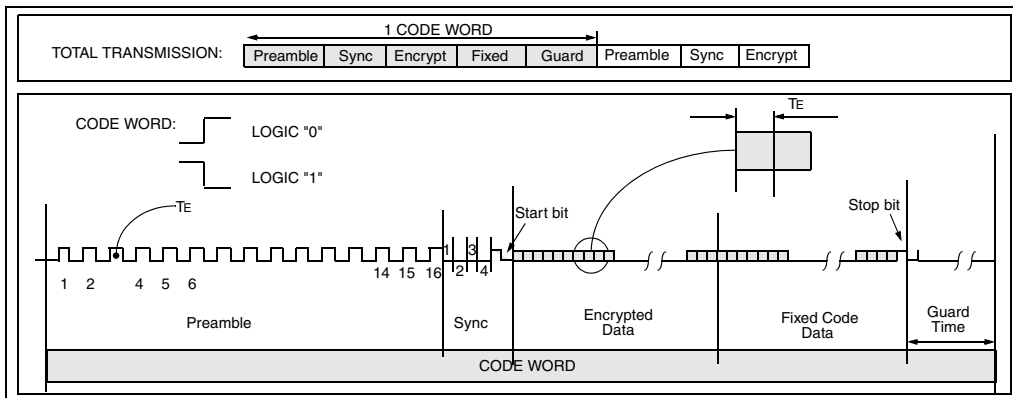 1 CODE WORD
TOTAL TRANSMISSION: Preamble Sync Encrypt Fixed Guard Preamble Sync Encrypt
CODE WORD:
LOGIC "0"
LOGIC "1"
TE
TE
Start bit
Stop bit
1 2 4 5 6 14 15 16
1 3
2 4
Preamble
Sync
Encrypted
Data
Fixed Code
Data
Guard
Time
CODE WORD